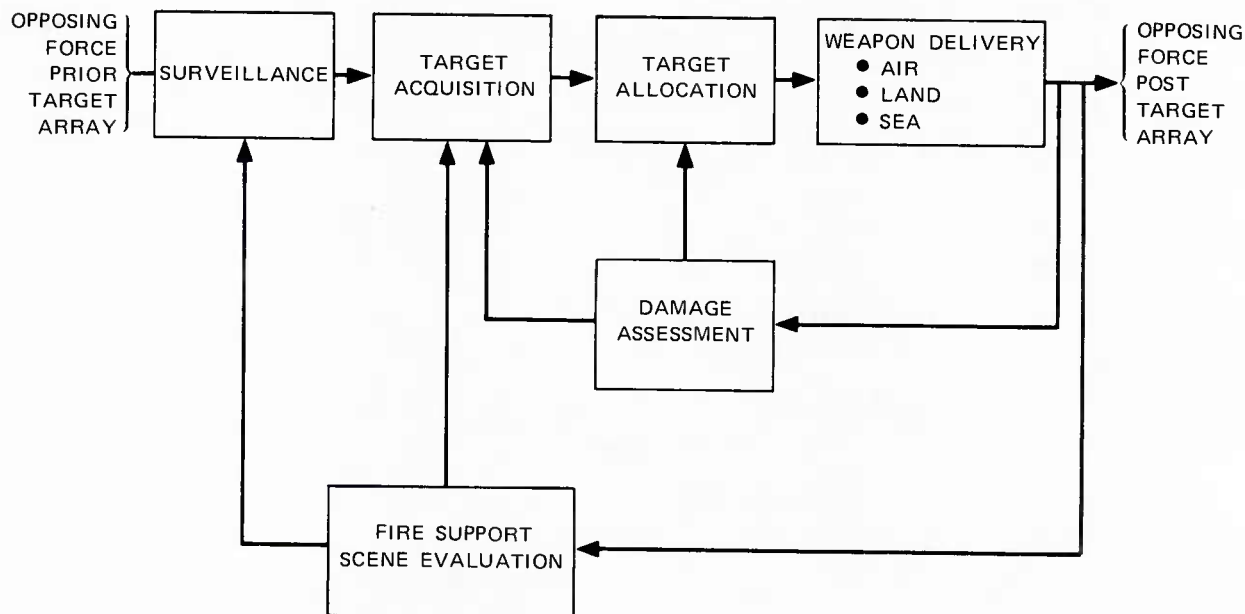 OPPOSING
FORCE
PRIOR
TARGET
ARRAY
SURVEILLANCE
TARGET
ACQUISITION
TARGET
ALLOCATION
WEAPON DELIVERY
● AIR
● LAND
● SEA
OPPOSING
FORCE
POST
TARGET
ARRAY
DAMAGE
ASSESSMENT
FIRE SUPPORT
SCENE EVALUATION